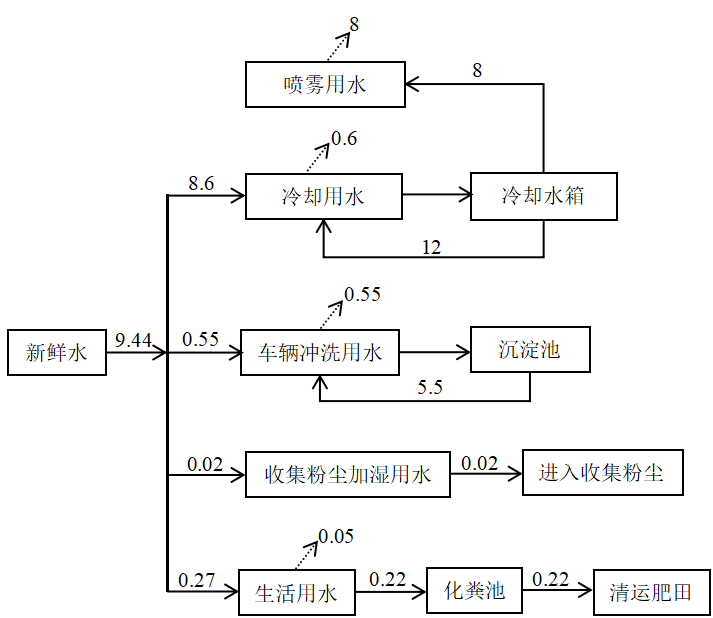 8
喷雾用水
8
0.6
8.6
冷却用水
冷却水箱
12
0.55
新鲜水
9.44
0.55
车辆冲洗用水
沉淀池
5.5
0.02
收集粉尘加湿用水
0.02
进入收集粉尘
0.05
0.27
生活用水
0.22
化粪池
0.22
清运肥田